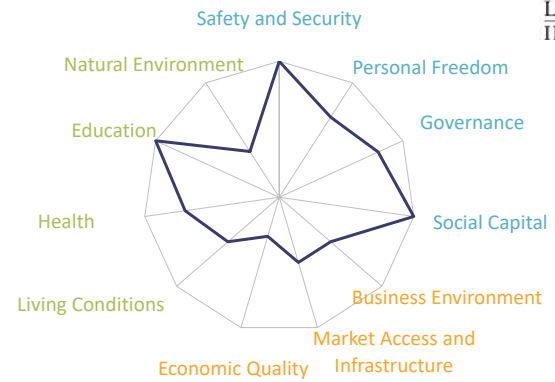 Safety and Security
Natural Environment
Personal Freedom
Education
Governance
Health
Social Capital
Living Conditions
Business Environment
Market Access and
Infrastructure
Economic Quality